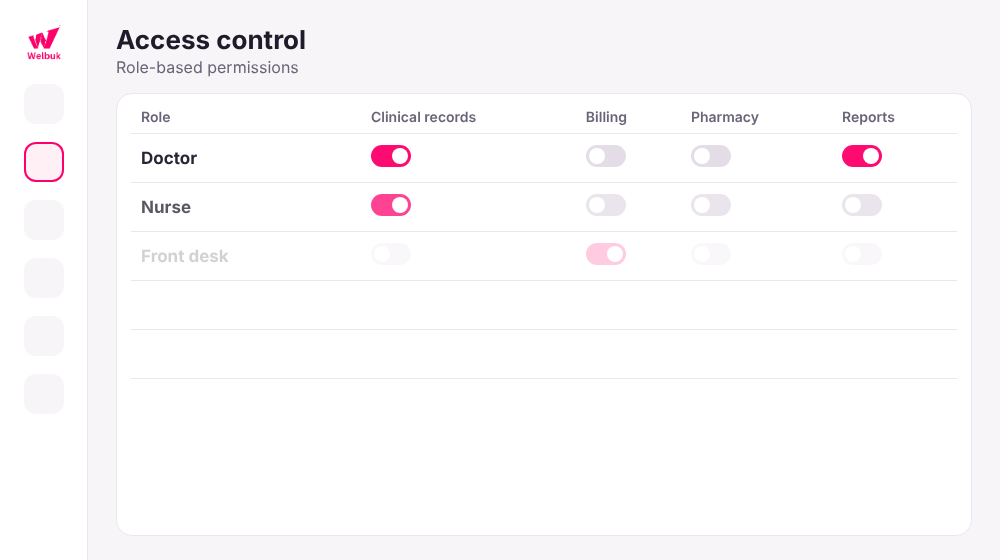 Welbuk
Access control
Role-based permissions
Role Clinical records Billing Pharmacy Reports
Doctor
Nurse
Front desk